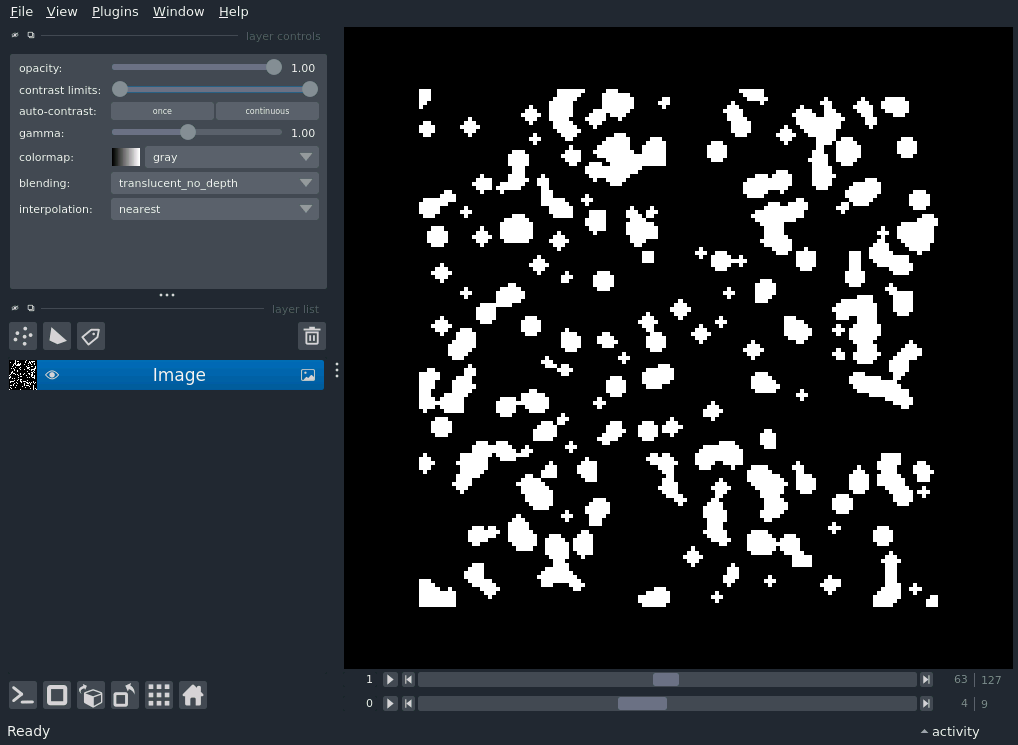 File View Plugins Window Help
layer controls
opacity: 1.00
contrast limits:
auto-contrast: once continuous
gamma: 1.00
colormap: gray
blending: translucent_no_depth
interpolation: nearest
layer list
Image
1 63 127
0 4 9
Ready activity